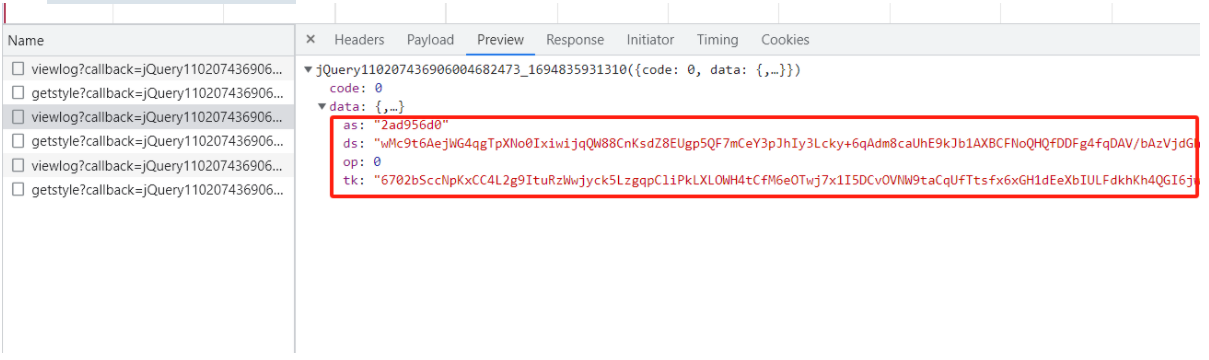 Name
viewlog?callback=jQuery110207436906...
getstyle?callback=jQuery110207436906...
viewlog?callback=jQuery110207436906...
getstyle?callback=jQuery110207436906...
viewlog?callback=jQuery110207436906...
getstyle?callback=jQuery110207436906...
× Headers Payload Preview Response Initiator Timing Cookies
▼jQuery110207436906004682473_1694835931310({code: 0, data: {,…}})
code: 0
▼data: {,…}
as: "2ad956d0"
ds: "wMc9t6AejWG4qgTpXNo0IxiwijqQW88CnKsdZ8EUgp5QF7mCeY3pJhIy3Lcky+6qAdm8caUhE9kJb1AXBCFNoQHQfDDFg4fqDAV/bAzVjdGh
op: 0
tk: "6702bSccNpKxCC4L2g9ItuRzWwjyck5LzgqpCliPkLXLOWH4tCfM6eOTwj7x1I5DCvOVNW9taCqUfTtsfx6xGH1dEeXbIULFdkhKh4QGI6jw